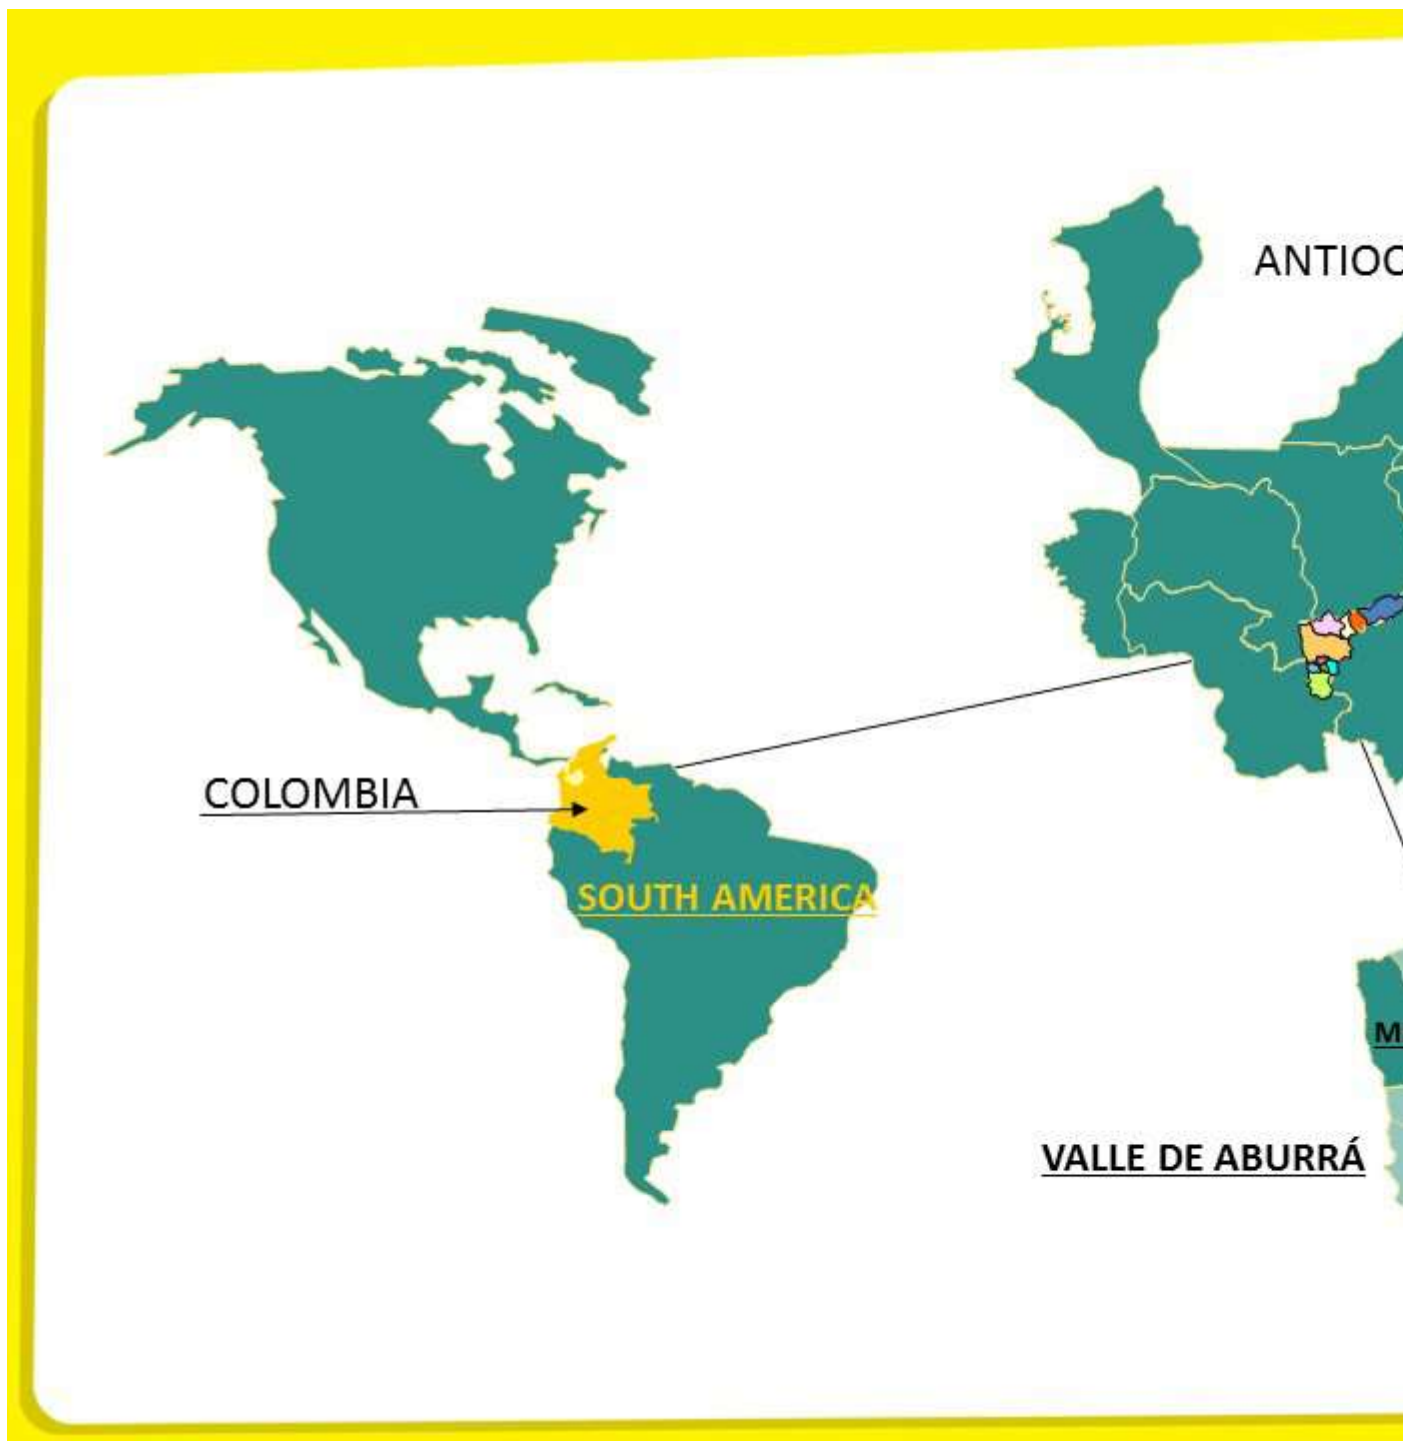 ANTIOC
COLOMBIA
SOUTH AMERICA
M
VALLE DE ABURRÁ